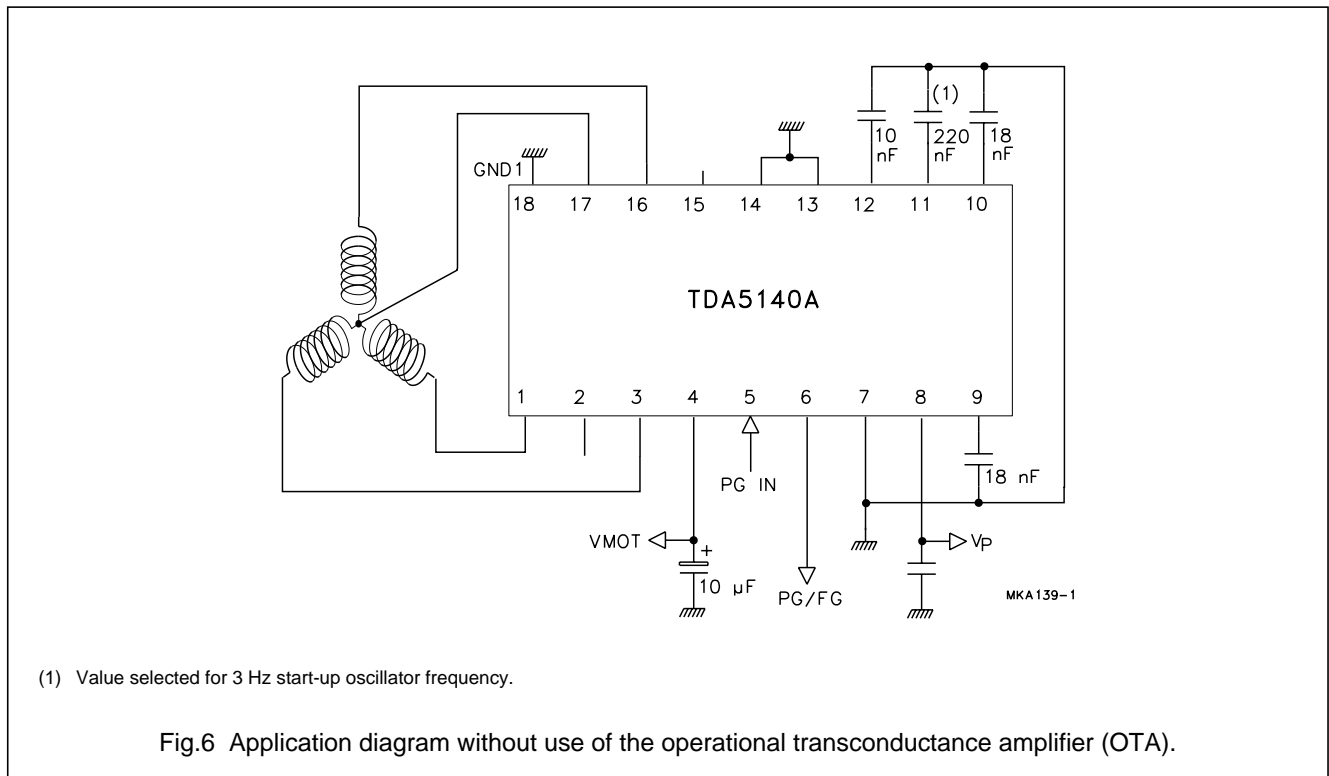 (1)
10 nF
220 nF
18 nF
GND1
18 17 16 15 14 13 12 11 10
TDA5140A
1 2 3 4 5 6 7 8 9
18 nF
PG IN
VMOT
+
VP
10 µF
PG/FG
MKA139-1
(1) Value selected for 3 Hz start-up oscillator frequency.
Fig.6 Application diagram without use of the operational transconductance amplifier (OTA).